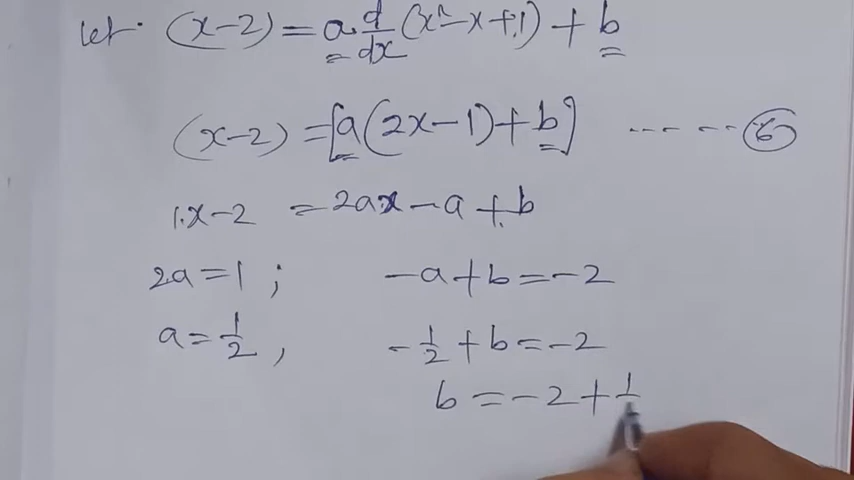 let (x-2) = a d/dx (x²-x+1) + b
(x-2) = [a(2x-1)+b] ---- -- ⑥
1.x-2 = 2ax - a + b
2a=1 ; -a+b=-2
a=1/2 , -1/2+b=-2
b = -2+1